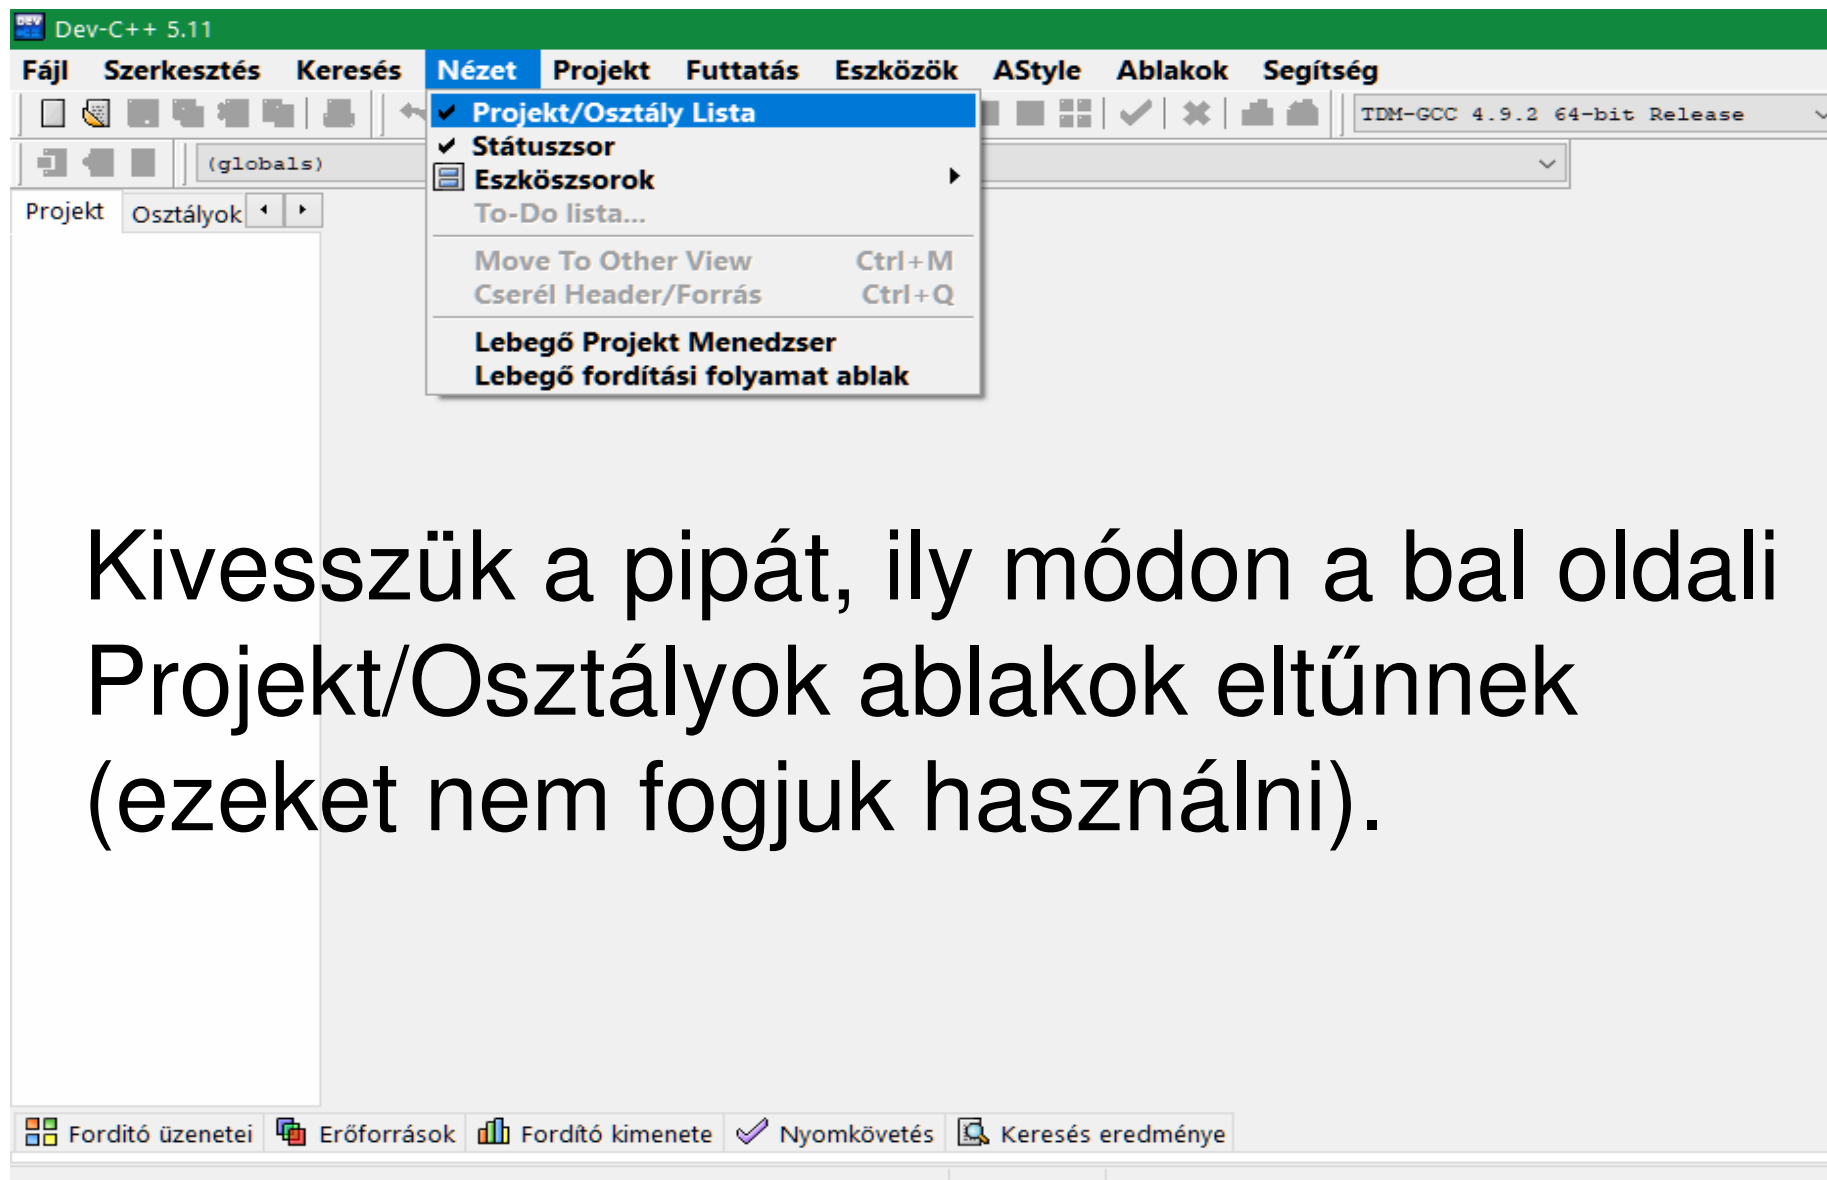 Dev-C++ 5.11
Fájl Szerkesztés Keresés Nézet Projekt Futtatás Eszközök AStyle Ablakok Segítség
Projekt/Osztály Lista
TDM-GCC 4.9.2 64-bit Release
Státuszsor
(globals)
Eszköszsorok
Projekt Osztályok
To-Do lista...
Move To Other View Ctrl+M
Cserél Header/Forrás Ctrl+Q
Lebegő Projekt Menedzser
Lebegő fordítási folyamat ablak
Kivesszük a pipát, ily módon a bal oldali
Projekt/Osztályok ablakok eltűnnek
(ezeket nem fogjuk használni).
Forditó üzenetei Erőforrások Fordító kimenete Nyomkövetés Keresés eredménye